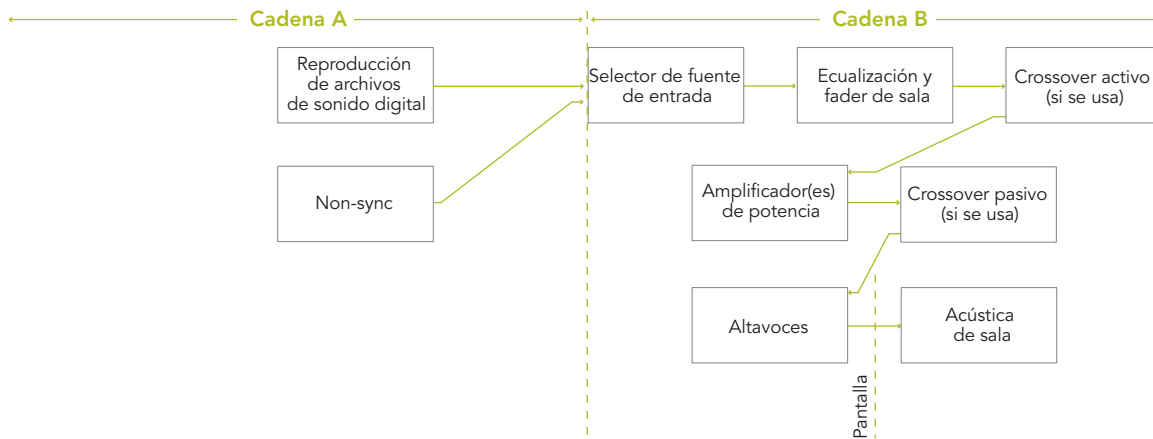 Cadena A
Cadena B
Reproducción
de archivos
de sonido digital
Selector de fuente
de entrada
Ecualización y
fader de sala
Crossover activo
(si se usa)
Non-sync
Amplificador(es)
de potencia
Crossover pasivo
(si se usa)
Altavoces
Acústica
de sala
Pantalla